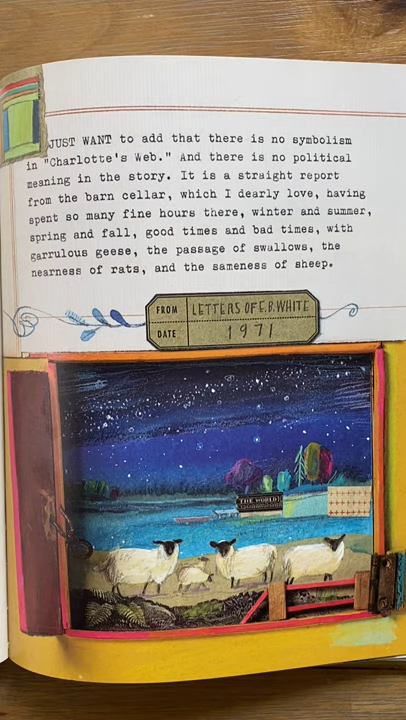 JUST WANT to add that there is no symbolism
in "Charlotte's Web." And there is no political
meaning in the story. It is a straight report
from the barn cellar, which I dearly love, having
spent so many fine hours there, winter and summer,
spring and fall, good times and bad times, with
garrulous geese, the passage of swallows, the
nearness of rats, and the sameness of sheep.
FROM LETTERS OF E.B. WHITE
DATE 1971
THE WORLD